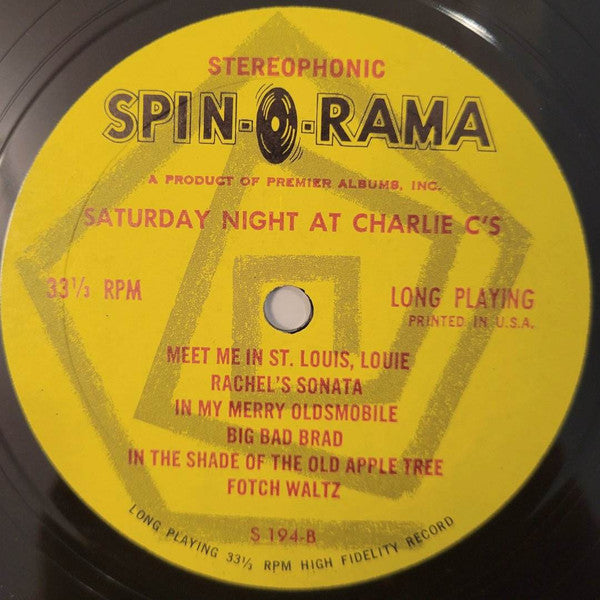 STEREOPHONIC
SPIN-O-RAMA
A PRODUCT OF PREMIER ALBUMS, INC.
SATURDAY NIGHT AT CHARLIE C'S
33⅓ RPM
LONG PLAYING
PRINTED IN U.S.A.
MEET ME IN ST. LOUIS, LOUIE
RACHEL'S SONATA
IN MY MERRY OLDSMOBILE
BIG BAD BRAD
IN THE SHADE OF THE OLD APPLE TREE
FOTCH WALTZ
S 194-B
LONG PLAYING 33⅓ RPM HIGH FIDELITY RECORD